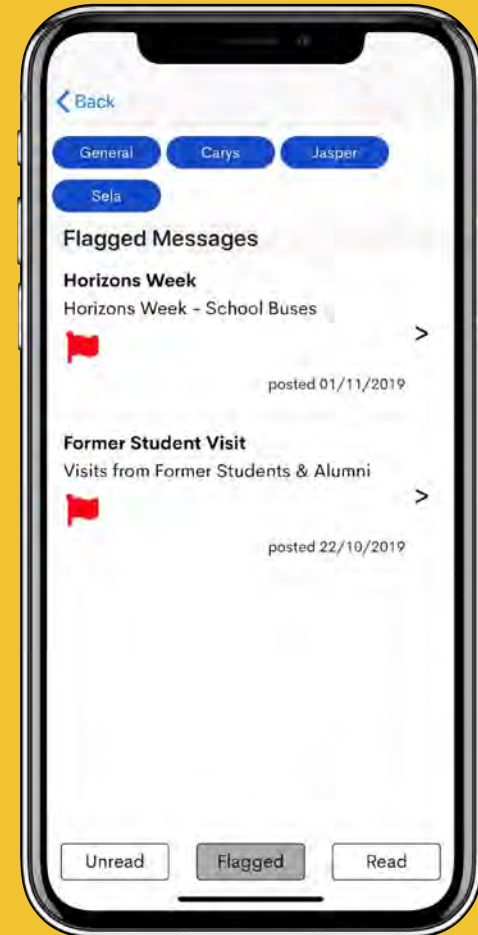 Back
General Carys Jasper
Sela
Flagged Messages
Horizons Week
Horizons Week - School Buses
>
posted 01/11/2019
Former Student Visit
Visits from Former Students & Alumni
>
posted 22/10/2019
Unread Flagged Read